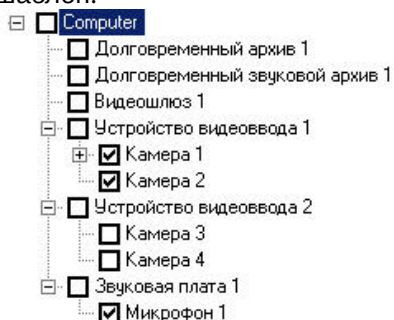 шаблон.
Computer
Долговременный архив 1
Долговременный звуковой архив 1
Видеошлюз 1
Устройство видеоввода 1
Камера 1
Камера 2
Устройство видеоввода 2
Камера 3
Камера 4
Звуковая плата 1
Микрофон 1